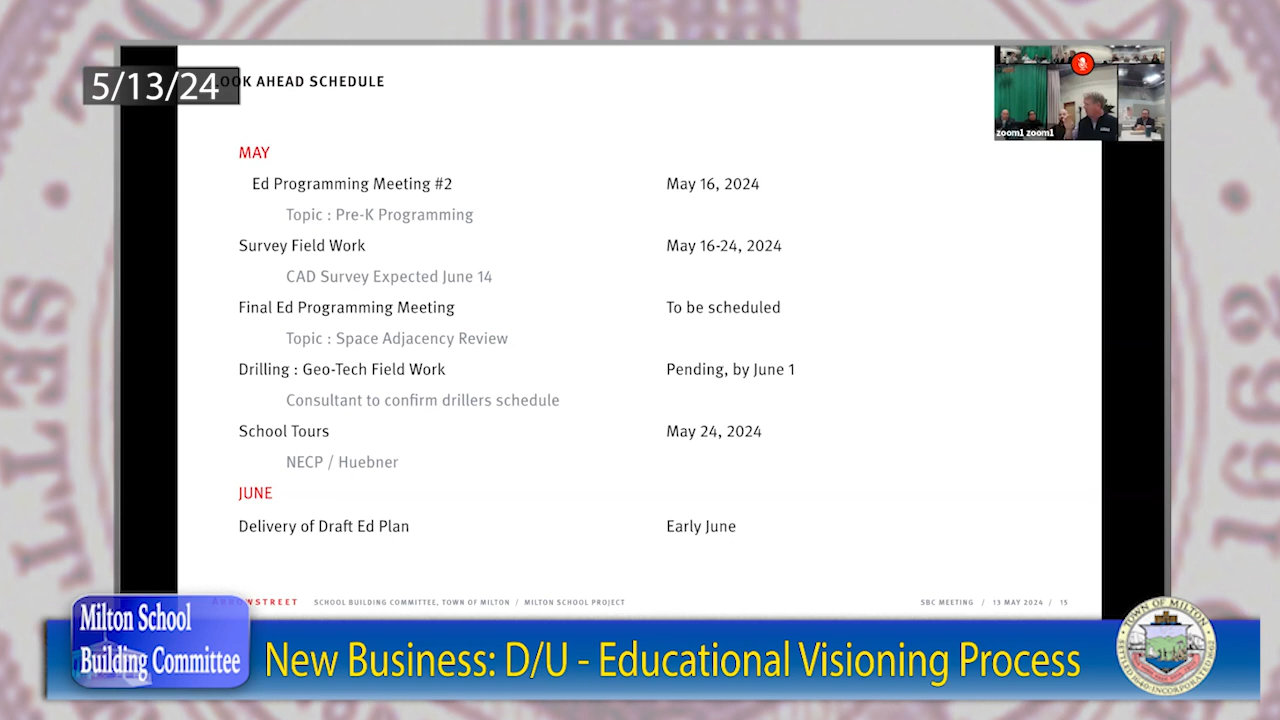 5/13/24
OOK AHEAD SCHEDULE
zoom1 zoom1
MAY
Ed Programming Meeting #2 May 16, 2024
Topic : Pre-K Programming
Survey Field Work May 16-24, 2024
CAD Survey Expected June 14
Final Ed Programming Meeting To be scheduled
Topic : Space Adjacency Review
Drilling : Geo-Tech Field Work Pending, by June 1
Consultant to confirm drillers schedule
School Tours May 24, 2024
NECP / Huebner
JUNE
Delivery of Draft Ed Plan Early June
ARROWSTREET SCHOOL BUILDING COMMITTEE, TOWN OF MILTON / MILTON SCHOOL PROJECT SBC MEETING / 13 MAY 2024 / 15
Milton School
Building Committee
New Business: D/U - Educational Visioning Process
TOWN OF MILTON